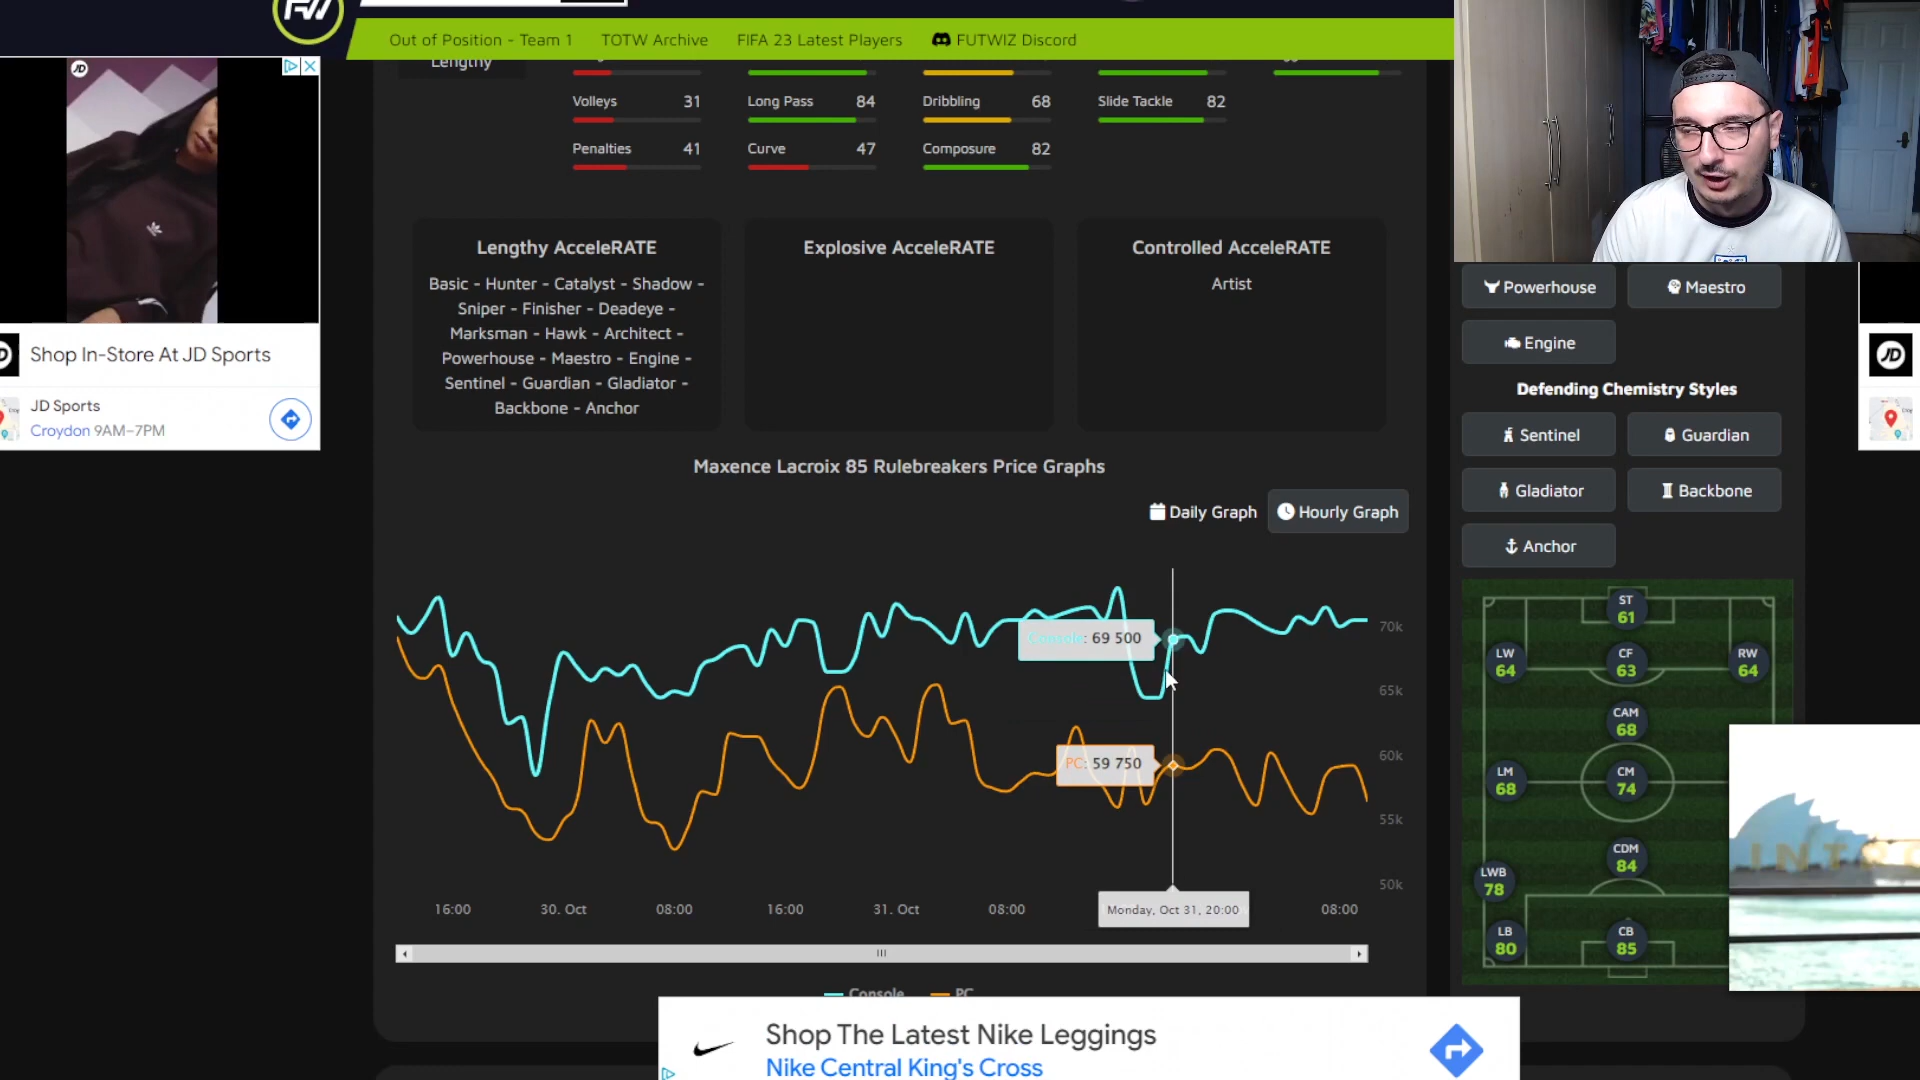 FW
Out of Position - Team 1 TOTW Archive FIFA 23 Latest Players FUTWIZ Discord
Lengthy
Volleys 31 Long Pass 84 Dribbling 68 Slide Tackle 82
Penalties 41 Curve 47 Composure 82
JD
Lengthy AcceleRATE
Basic - Hunter - Catalyst - Shadow -
Sniper - Finisher - Deadeye -
Marksman - Hawk - Architect -
Powerhouse - Maestro - Engine -
Sentinel - Guardian - Gladiator -
Backbone - Anchor
Explosive AcceleRATE
Controlled AcceleRATE
Artist
Shop In-Store At JD Sports
JD Sports
Croydon 9AM–7PM
JD
Powerhouse Maestro
Engine
Defending Chemistry Styles
Sentinel Guardian
Gladiator Backbone
Anchor
Maxence Lacroix 85 Rulebreakers Price Graphs
Daily Graph Hourly Graph
Console: 69 500
PC: 59 750
70k
65k
60k
55k
50k
16:00 30. Oct 08:00 16:00 31. Oct 08:00 Monday, Oct 31, 20:00 08:00
Console PC
ST
61
LW
64
CF
63
RW
64
CAM
68
LM
68
CM
74
CDM
84
LWB
78
LB
80
CB
85
Shop The Latest Nike Leggings
Nike Central King's Cross